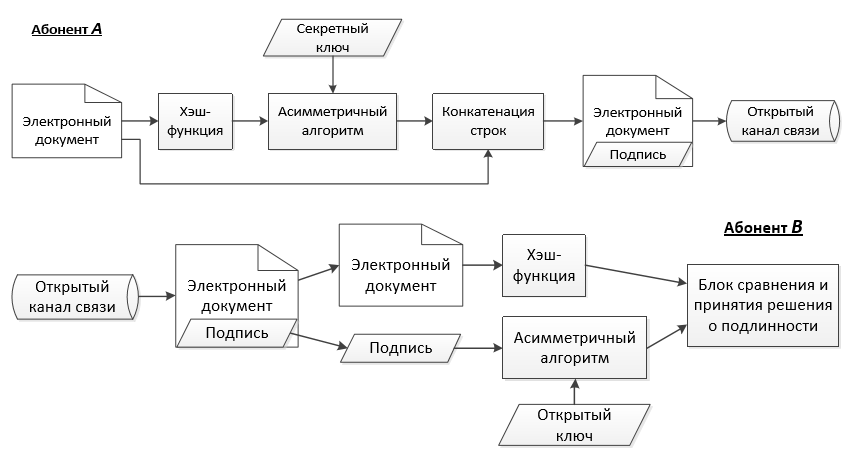 Абонент А
Секретный
ключ
Электронный
документ
Хэш-
функция
Асимметричный
алгоритм
Конкатенация
строк
Электронный
документ
Подпись
Открытый
канал связи
Абонент В
Открытый
канал связи
Электронный
документ
Подпись
Электронный
документ
Хэш-
функция
Подпись
Асимметричный
алгоритм
Открытый
ключ
Блок сравнения и
принятия решения
о подлинности